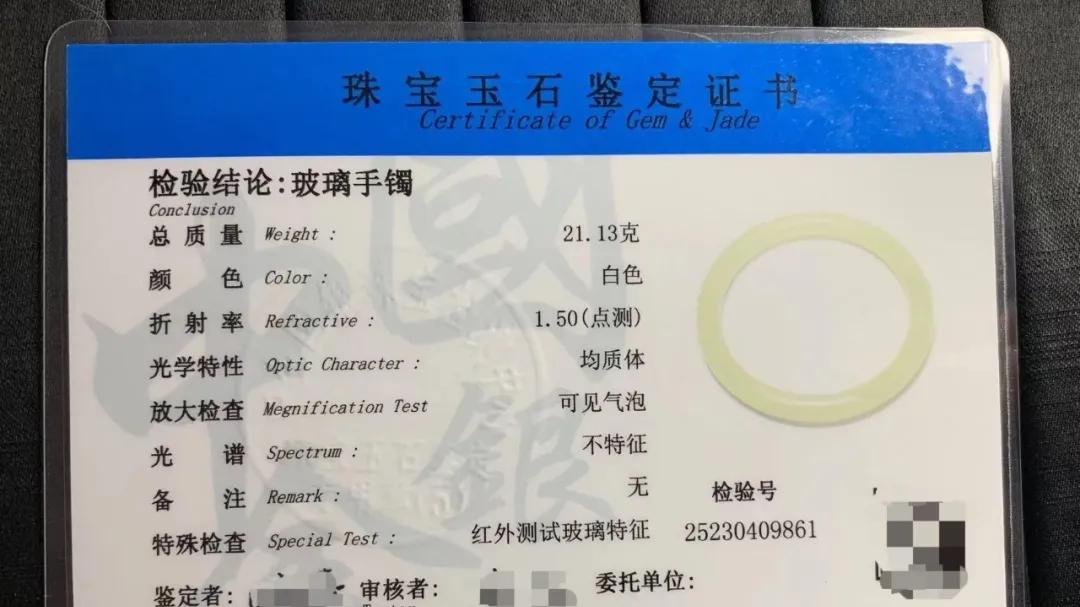 珠宝玉石鉴定证书
Certificate of Gem & Jade
检验结论:玻璃手镯
Conclusion
总质量 Weight : 21.13克
颜色 Color : 白色
折射率 Refractive : 1.50(点测)
光学特性 Optic Character : 均质体
放大检查 Megnification Test 可见气泡
光谱 Spectrum : 不特征
备注 Remark : 无
检验号
特殊检查 Special Test : 红外测试玻璃特征 25230409861
鉴定者: 审核者: 委托单位: